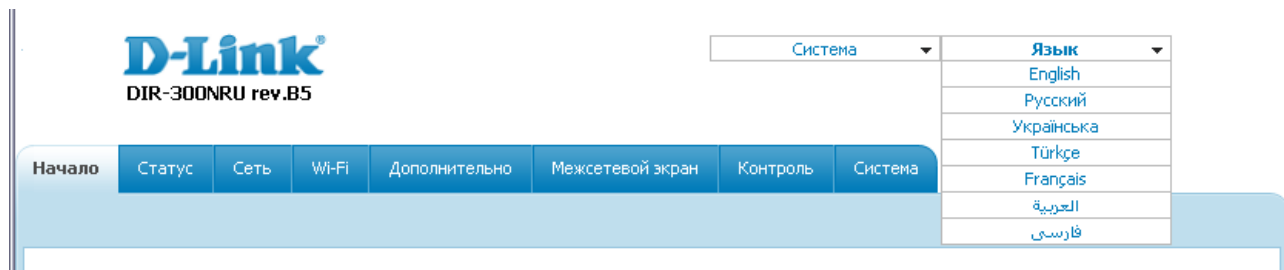 D-Link®
DIR-300NRU rev.B5
Система
Язык
English
Русский
Українська
Türkçe
Français
العربية
فارسی
Начало Статус Сеть Wi-Fi Дополнительно Межсетевой экран Контроль Система